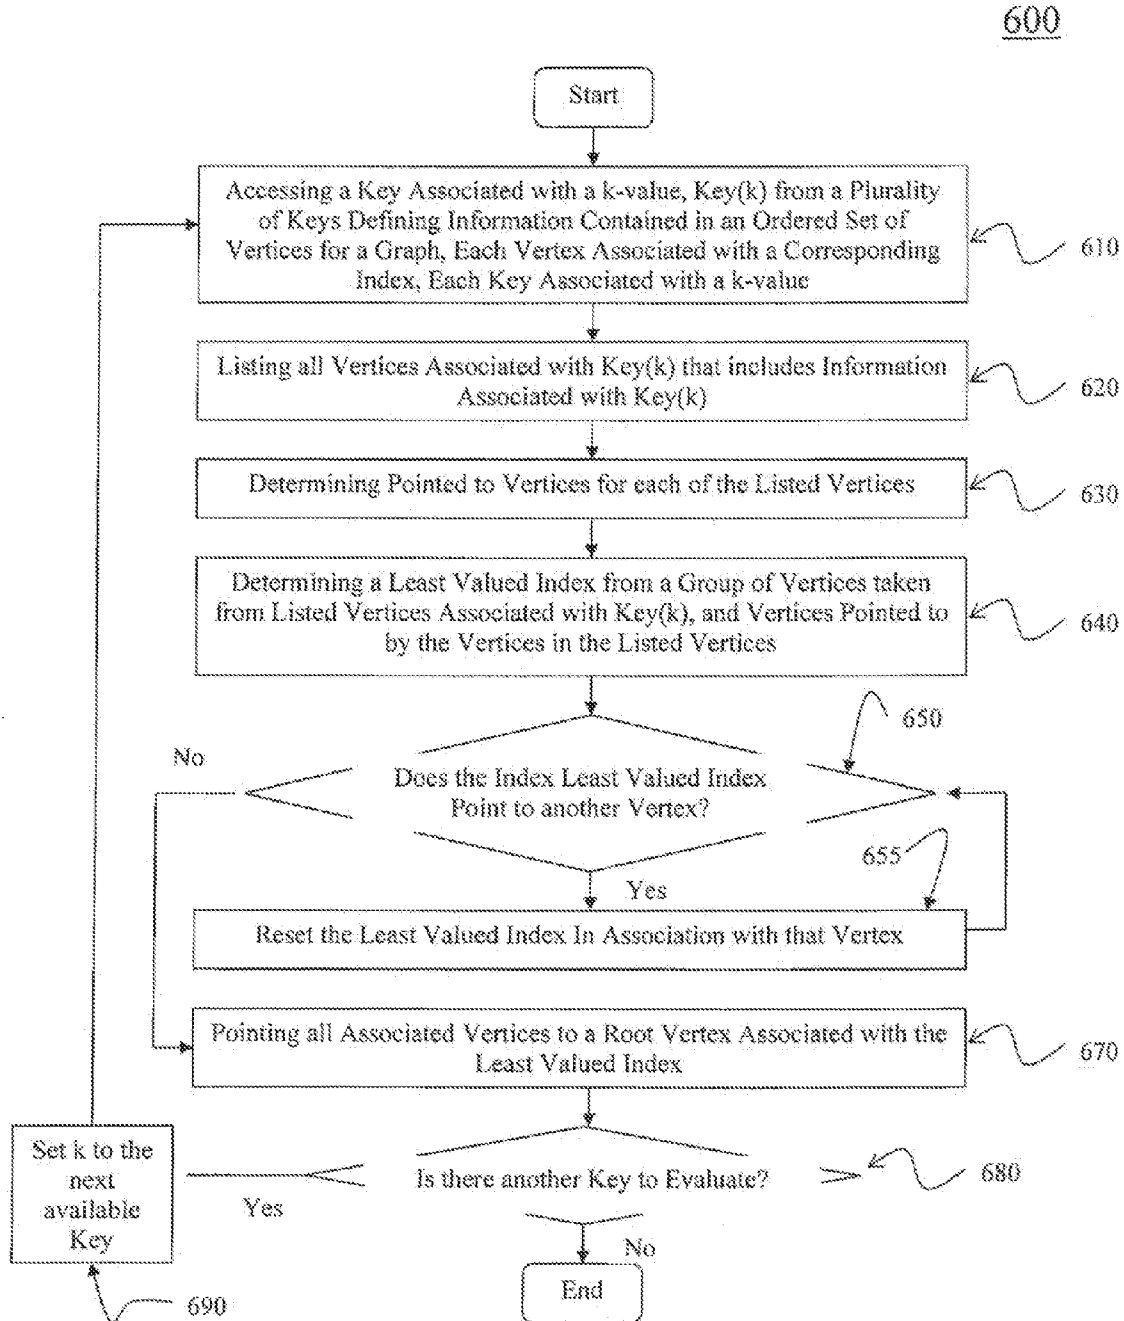 600
Start
Accessing a Key Associated with a k-value, Key(k) from a Plurality
of Keys Defining Information Contained in an Ordered Set of
Vertices for a Graph, Each Vertex Associated with a Corresponding
Index, Each Key Associated with a k-value
610
Listing all Vertices Associated with Key(k) that includes Information
Associated with Key(k)
620
Determining Pointed to Vertices for each of the Listed Vertices
630
Determining a Least Valued Index from a Group of Vertices taken
from Listed Vertices Associated with Key(k), and Vertices Pointed to
by the Vertices in the Listed Vertices
640
650
No
Does the Index Least Valued Index
Point to another Vertex?
655
Yes
Reset the Least Valued Index In Association with that Vertex
Pointing all Associated Vertices to a Root Vertex Associated with the
Least Valued Index
670
Set k to the
next
available
Key
Is there another Key to Evaluate?
680
Yes
No
End
690